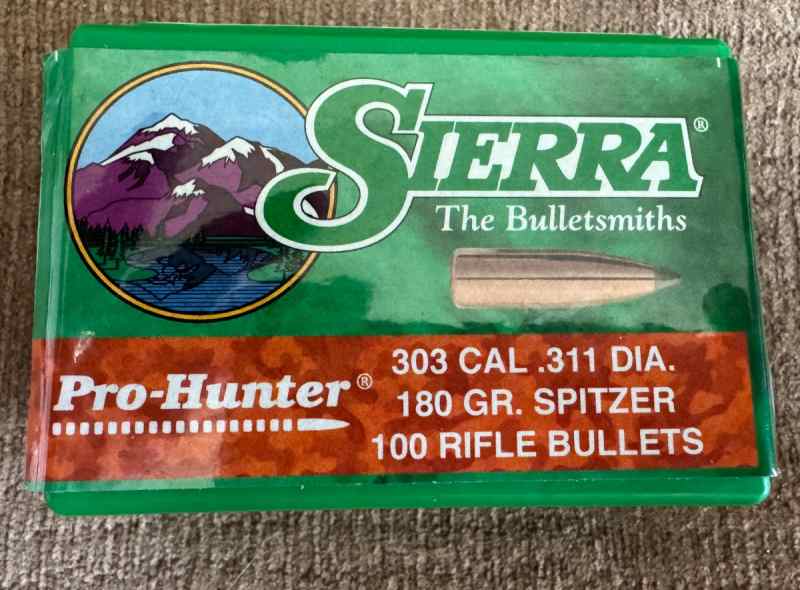 SIERRA®
The Bulletsmiths
Pro-Hunter®
303 CAL .311 DIA.
180 GR. SPITZER
100 RIFLE BULLETS